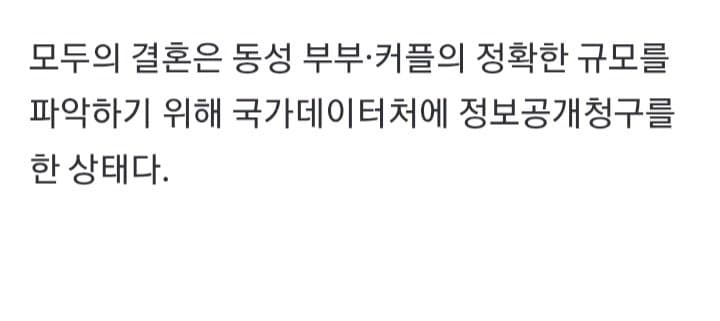 모두의 결혼은 동성 부부·커플의 정확한 규모를
파악하기 위해 국가데이터처에 정보공개청구를
한 상태다.